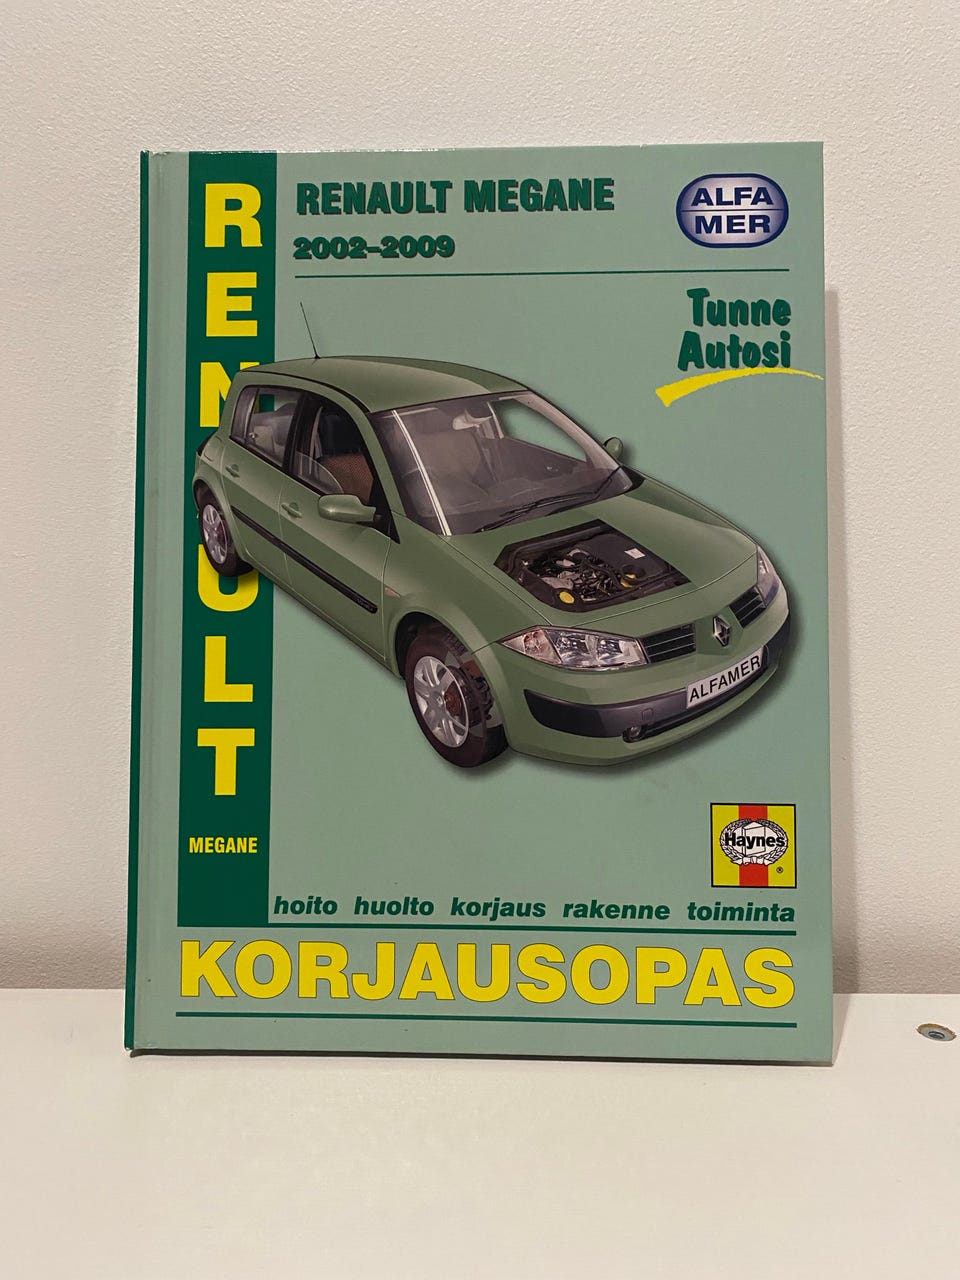 RENAULT
MEGANE
RENAULT MEGANE
2002-2009
ALFA
MER
Tunne
Autosi
ALFAMER
Haynes
®
hoito huolto korjaus rakenne toiminta
KORJAUSOPAS